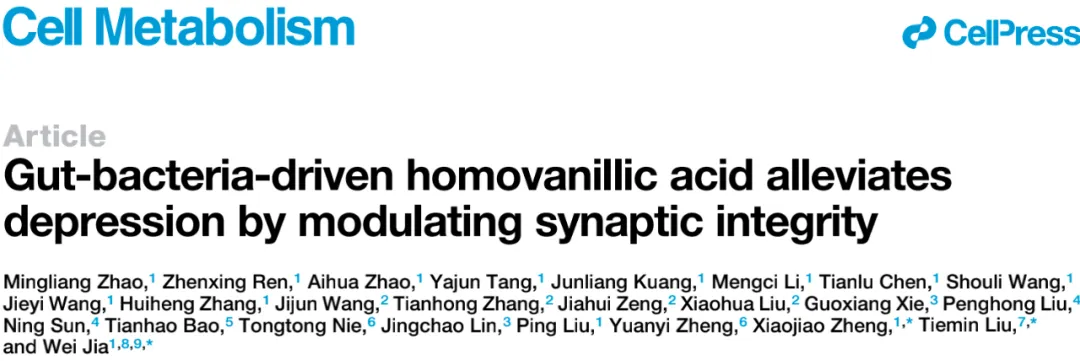 Cell Metabolism
CellPress
Article
Gut-bacteria-driven homovanillic acid alleviates
depression by modulating synaptic integrity
Mingliang Zhao,1 Zhenxing Ren,1 Aihua Zhao,1 Yajun Tang,1 Junliang Kuang,1 Mengci Li,1 Tianlu Chen,1 Shouli Wang,1
Jieyi Wang,1 Huiheng Zhang,1 Jijun Wang,2 Tianhong Zhang,2 Jiahui Zeng,2 Xiaohua Liu,2 Guoxiang Xie,3 Penghong Liu,4
Ning Sun,4 Tianhao Bao,5 Tongtong Nie,6 Jingchao Lin,3 Ping Liu,1 Yuanyi Zheng,6 Xiaojiao Zheng,1,* Tiemin Liu,7,*
and Wei Jia1,8,9,*